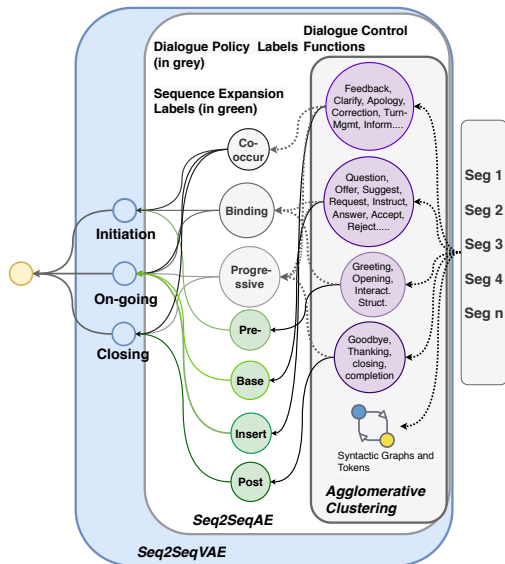 Dialogue Policy Labels
(in grey)
Sequence Expansion
Labels (in green)
Dialogue Control
Functions
Co-
occur
Binding
Progre-
ssive
Pre-
Base
Insert
Post
Initiation
On-going
Closing
Feedback,
Clarify, Apology,
Correction, Turn-
Mgmt, Inform....
Question,
Offer, Suggest,
Request, Instruct,
Answer, Accept,
Reject.....
Greeting,
Opening,
Interact.
Struct.
Goodbye,
Thanking,
closing,
completion
Syntactic Graphs and
Tokens
Agglomerative
Clustering
Seg 1
Seg 2
Seg 3
Seg 4
Seg n
Seq2SeqAE
Seq2SeqVAE